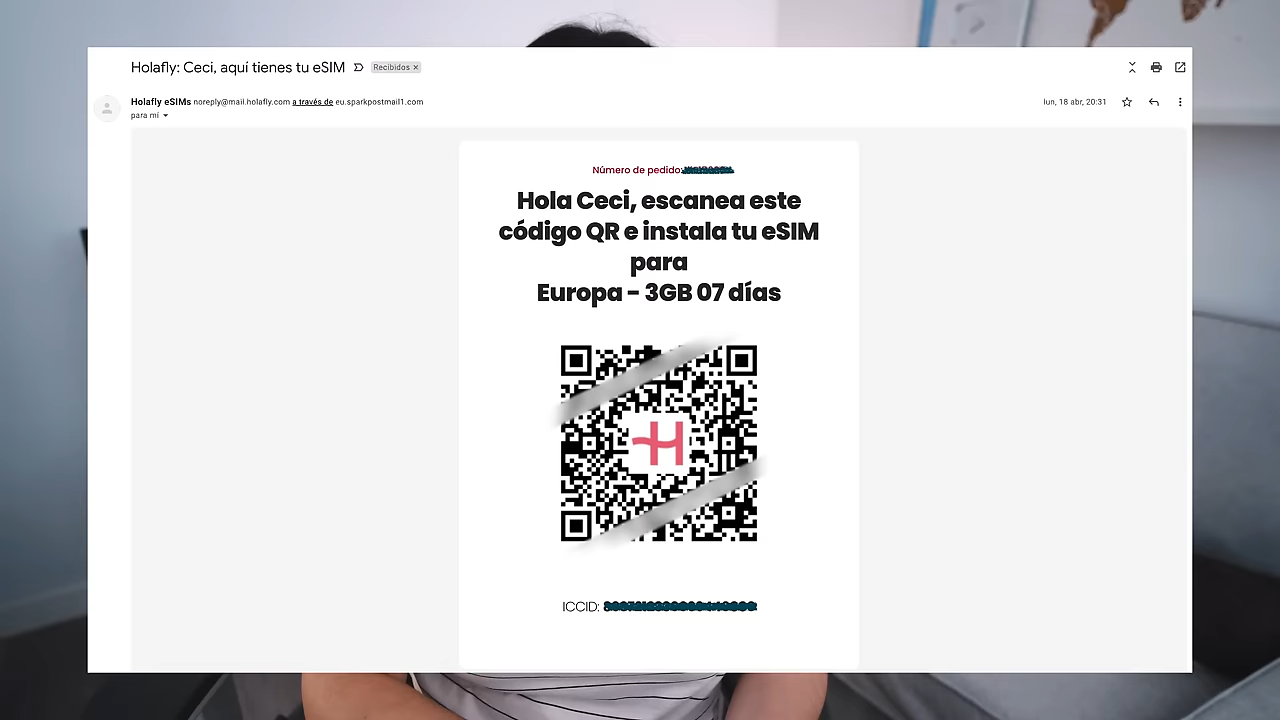 Holafly: Ceci, aquí tienes tu eSIM
Recibidos ×
Holafly eSIMs noreply@mail.holafly.com a través de eu.sparkpostmail1.com
lun, 18 abr, 20:31
para mí
Número de pedido:
Hola Ceci, escanea este
código QR e instala tu eSIM
para
Europa - 3GB 07 días
H
ICCID: